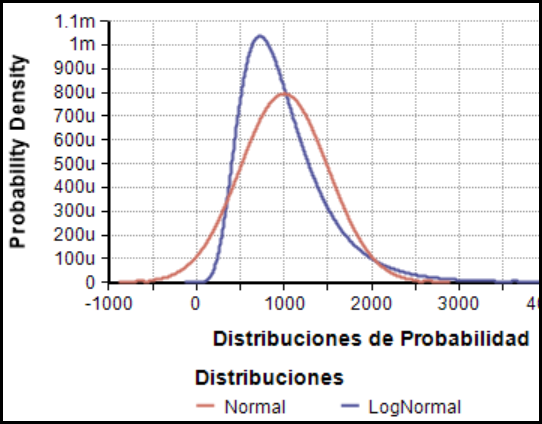 Probability Density
1.1m
1m
900u
800u
700u
600u
500u
400u
300u
200u
100u
0
-1000 0 1000 2000 3000 40
Distribuciones de Probabilidad
Distribuciones
Normal LogNormal